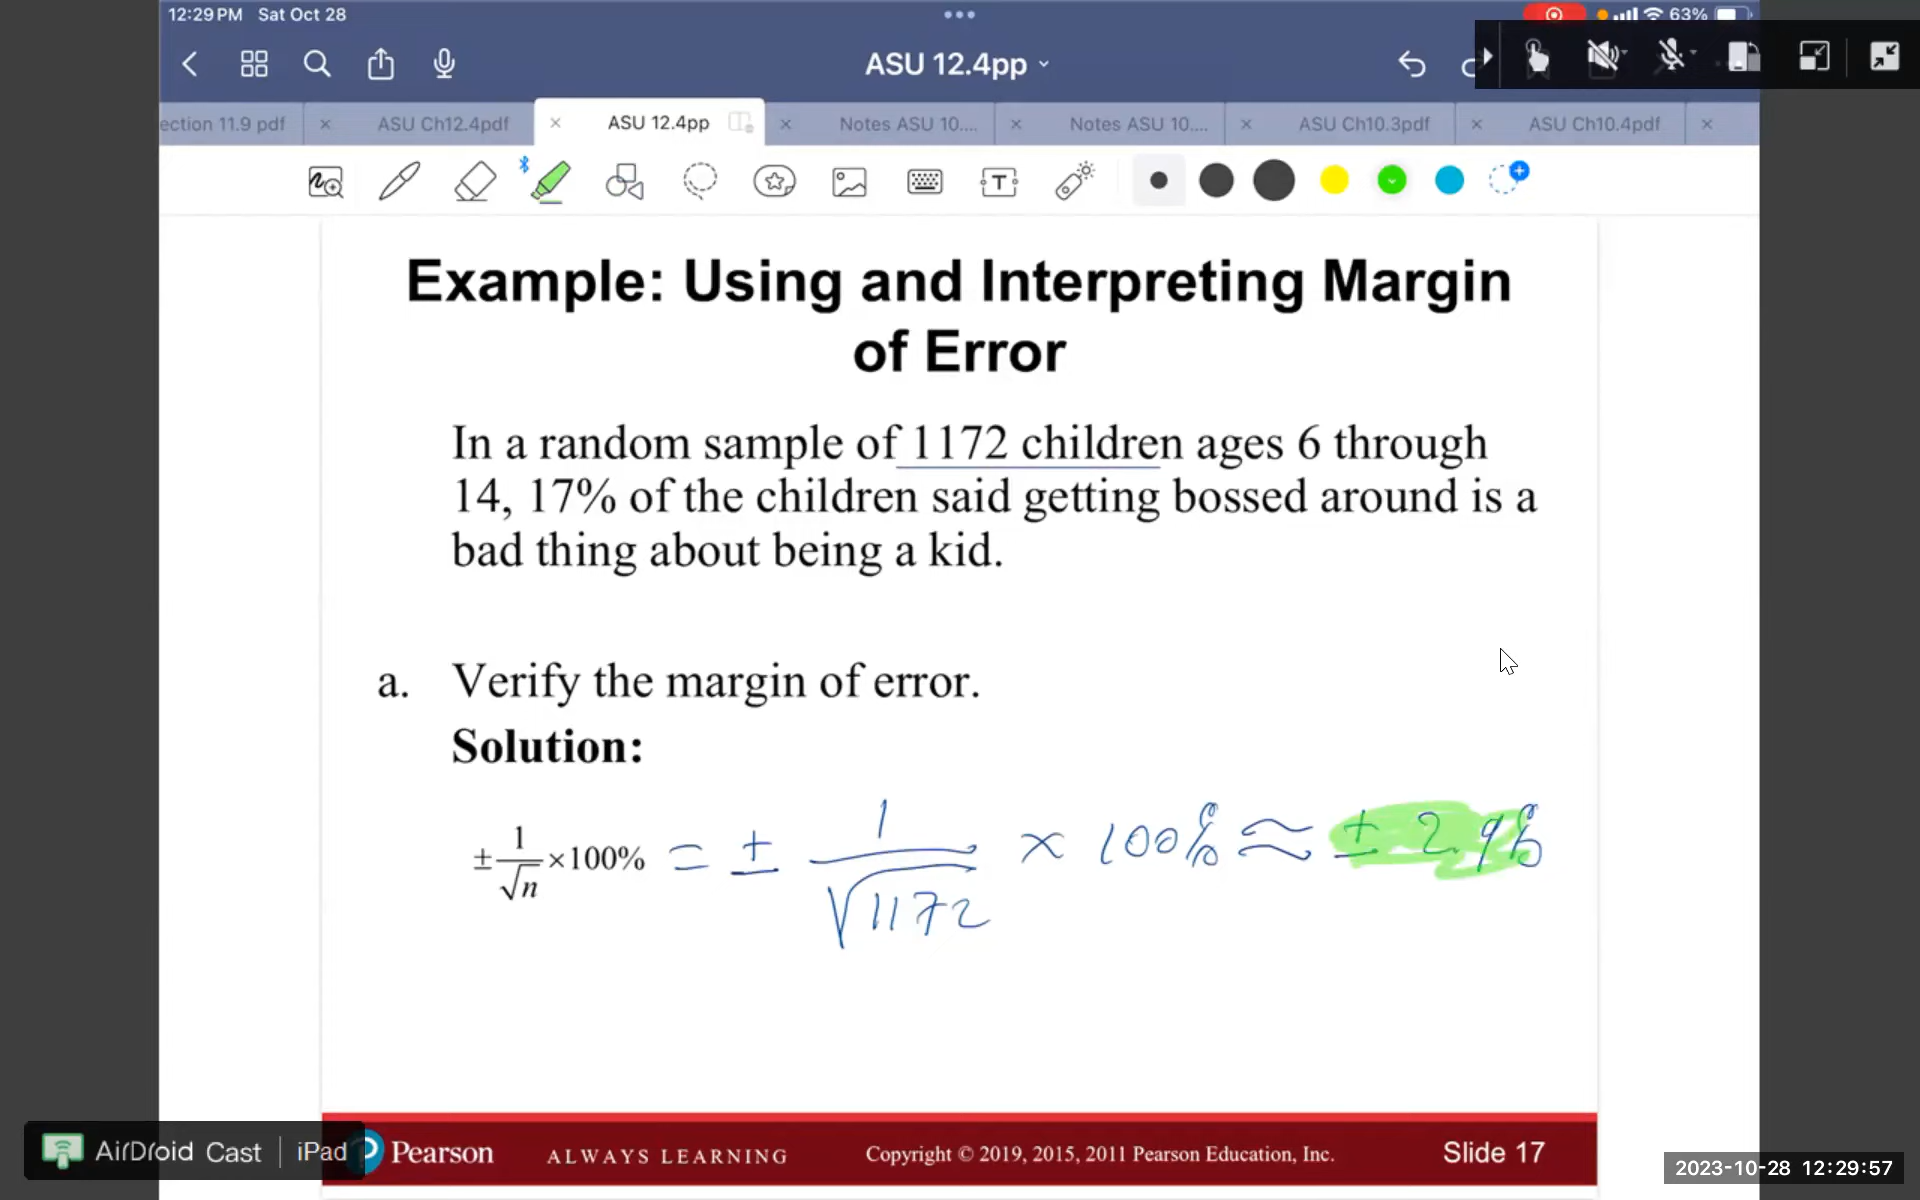 12:29 PM Sat Oct 28
63%
ASU 12.4pp
ection 11.9 pdf
ASU Ch12.4pdf
ASU 12.4pp
Notes ASU 10....
Notes ASU 10....
ASU Ch10.3pdf
ASU Ch10.4pdf
Example: Using and Interpreting Margin
of Error
In a random sample of 1172 children ages 6 through
14, 17% of the children said getting bossed around is a
bad thing about being a kid.
a. Verify the margin of error.
Solution:
± 1/√n ×100% = ± 1/√1172 × 100% ≈ ± 2.9%
AirDroid Cast | iPad
Pearson
ALWAYS LEARNING
Copyright © 2019, 2015, 2011 Pearson Education, Inc.
Slide 17
2023-10-28 12:29:57